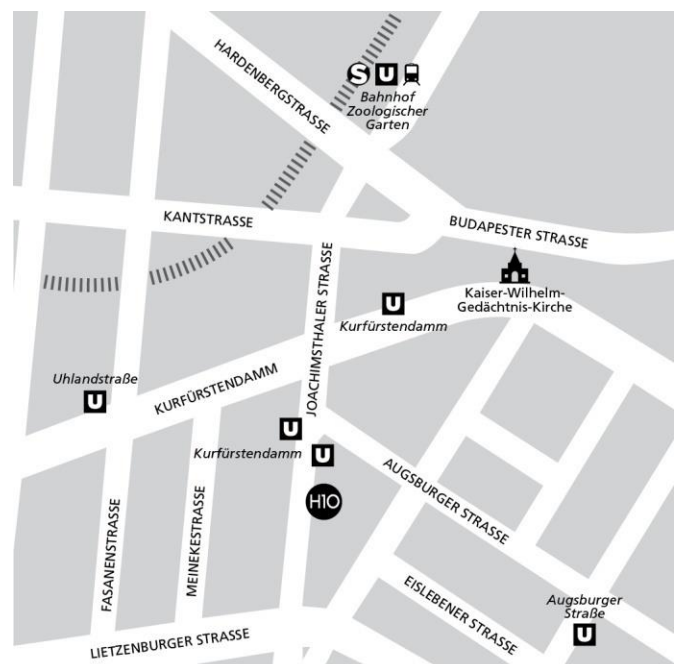 HARDENBERGSTRASSE
S U
Bahnhof
Zoologischer
Garten
KANTSTRASSE
BUDAPESTER STRASSE
Kaiser-Wilhelm-
Gedächtnis-Kirche
JOACHIMSTHALER STRASSE
U
Kurfürstendamm
Uhlandstraße
U
KURFÜRSTENDAMM
U
Kurfürstendamm
U
H10
AUGSBURGER STRASSE
FASANENSTRASSE
MEINEKESTRASSE
EISLEBENER STRASSE
Augsburger
Straße
U
LIETZENBURGER STRASSE